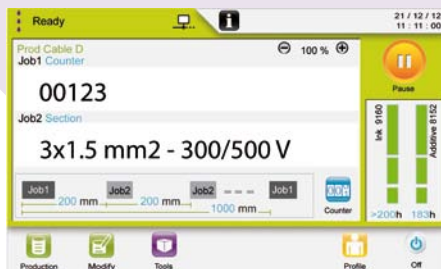 Ready
21 / 12 / 12
11 : 11 : 00
Prod Cable D
100 %
Job1 Counter
00123
Pause
Job2 Section
3x1.5 mm2 - 300/500 V
Ink 9160
Additive 8152
Job1 Job2 Job2 Job1
200 mm 200 mm
1000 mm
Counter
>200h 183h
Production Modify Tools Profile Off